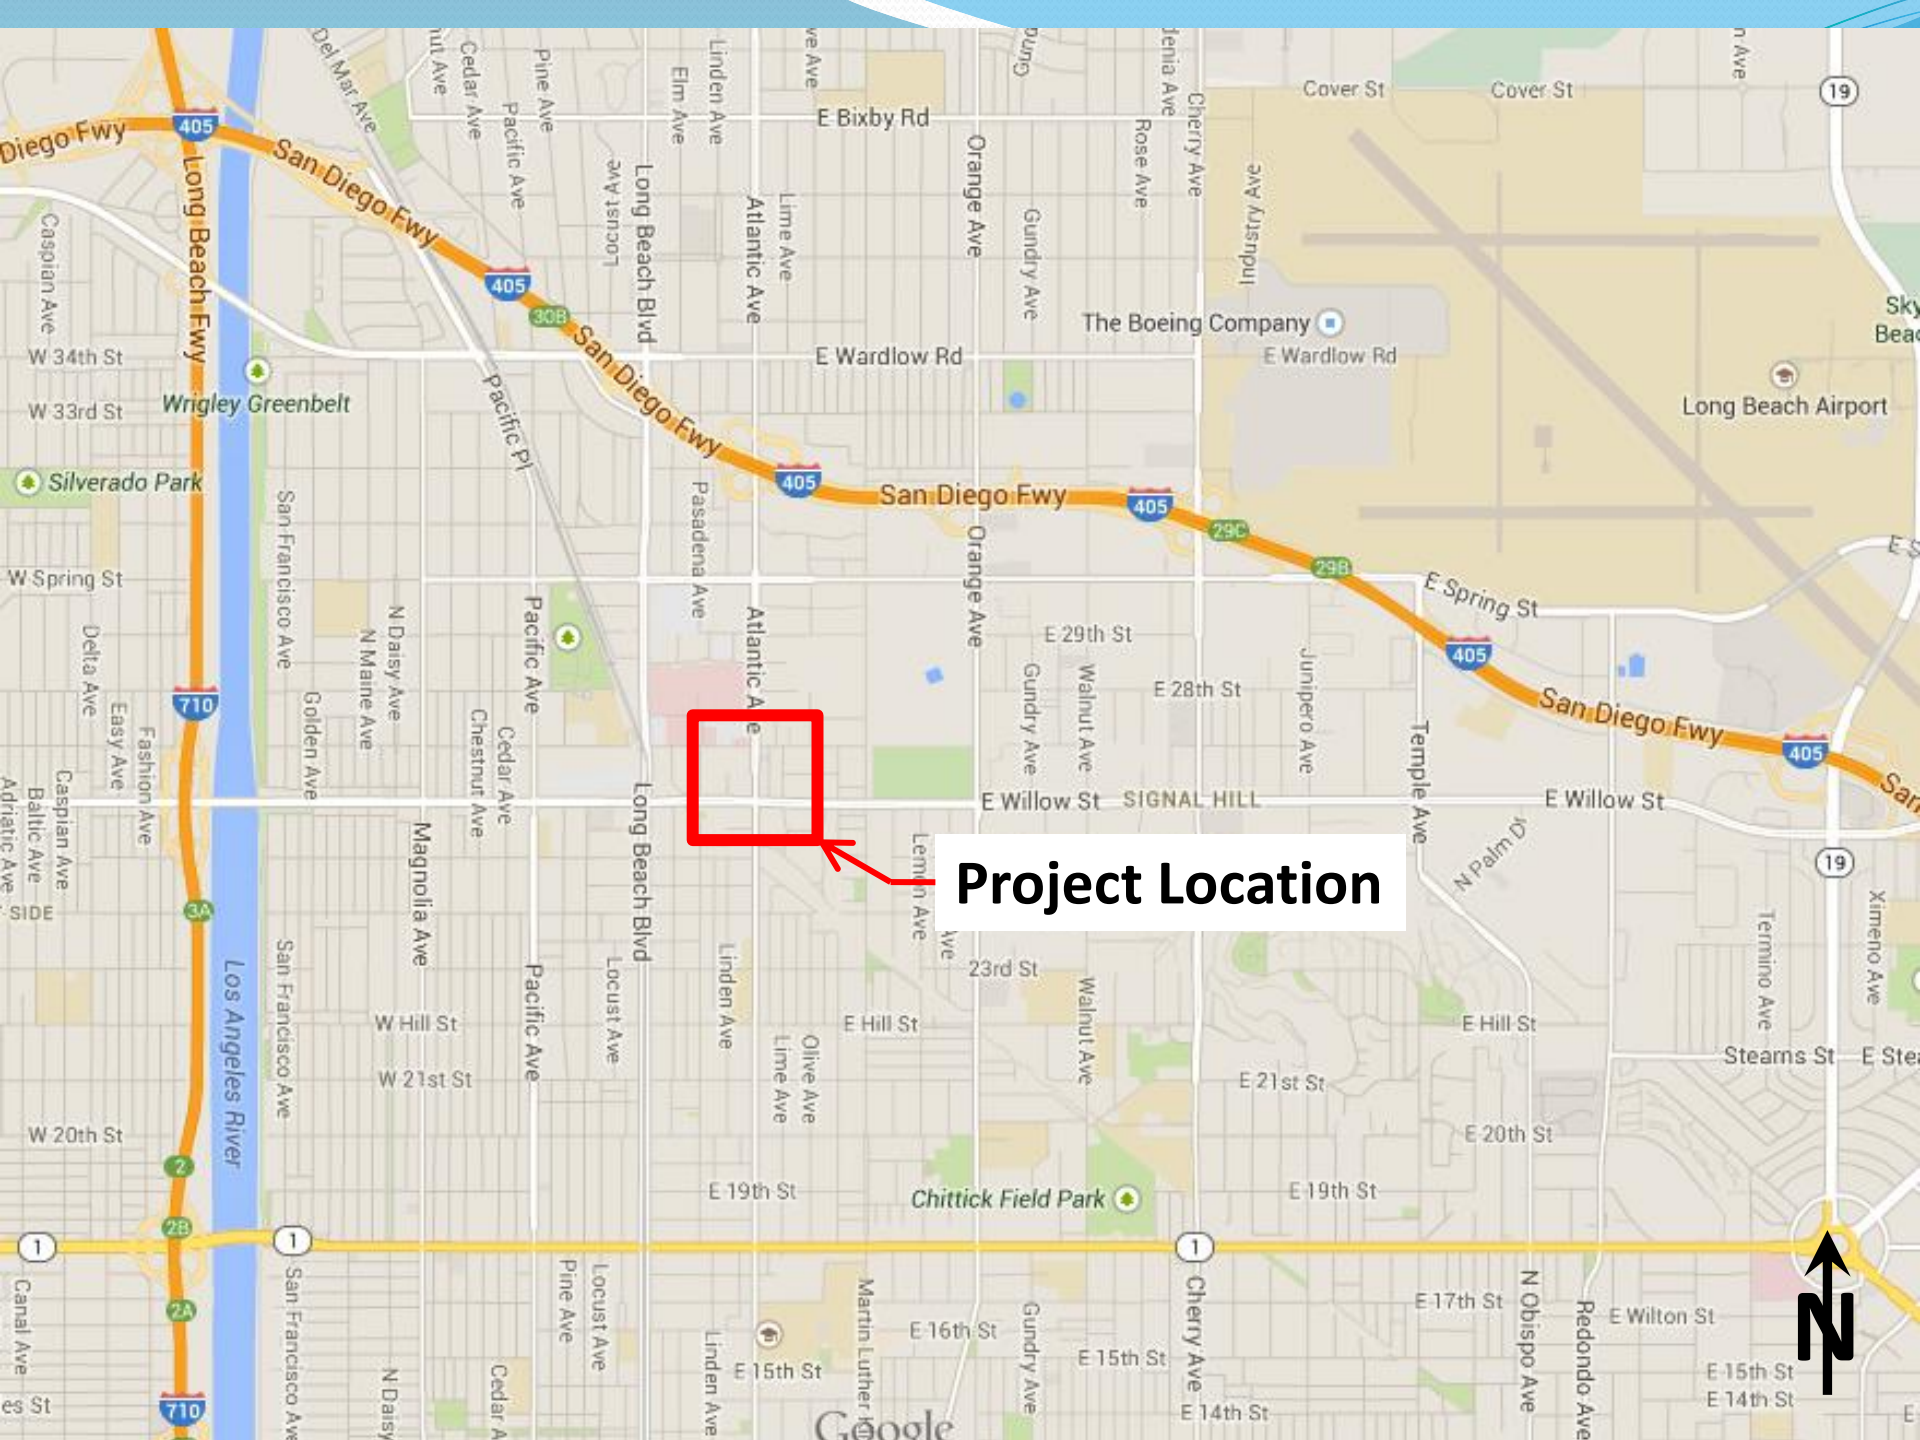 Del Mar Ave
Cedar Ave
Pine Ave
Pacific Ave
Elm Ave
Linden Ave
E Bixby Rd
Orange Ave
Rose Ave
Cherry Ave
Industry Ave
Cover St
Cover St
19
405
Diego Fwy
San Diego Fwy
Long Beach Fwy
Locust Ave
Long Beach Blvd
Atlantic Ave
Lime Ave
Gundry Ave
Caspian Ave
405
30B
San Diego Fwy
The Boeing Company
E Wardlow Rd
E Wardlow Rd
W 34th St
W 33rd St
Wrigley Greenbelt
Pacific Pl
Long Beach Airport
Silverado Park
405
San Diego Fwy
405
29C
29B
Pasadena Ave
Orange Ave
San Francisco Ave
W Spring St
E Spring St
N Daisy Ave
N Maine Ave
Pacific Ave
Atlantic A e
E 29th St
405
Delta Ave
Easy Ave
Fashion Ave
710
Golden Ave
Chestnut Ave
Cedar Ave
Gundry Ave
Walnut Ave
E 28th St
Junipero Ave
Temple Ave
San Diego Fwy
405
San
Adriatic Ave
Baltic Ave
Caspian Ave
Magnolia Ave
Long Beach Blvd
E Willow St
SIGNAL HILL
E Willow St
N Palm Dr
19
Lemon Ave
Project Location
SIDE
3A
Ximeno Ave
Termino Ave
Los Angeles River
San Francisco Ave
Pacific Ave
Locust Ave
Linden Ave
Ave
23rd St
Walnut Ave
W Hill St
E Hill St
E Hill St
Lime Ave
Olive Ave
Stearns St
E Stea
W 21st St
E 21st St
W 20th St
E 20th St
2
E 19th St
Chittick Field Park
E 19th St
2B
1
1
1
Canal Ave
2A
San Francisco Ave
Pine Ave
Locust Ave
Martin Luther
Gundry Ave
Cherry Ave
E 17th St
N Obispo Ave
Redondo Ave
E Wilton St
N
E 16th St
Linden Ave
E 15th St
E 15th St
E 15th St
E 14th St
E 14th St
es St
710
N Daisy
Cedar A
Google